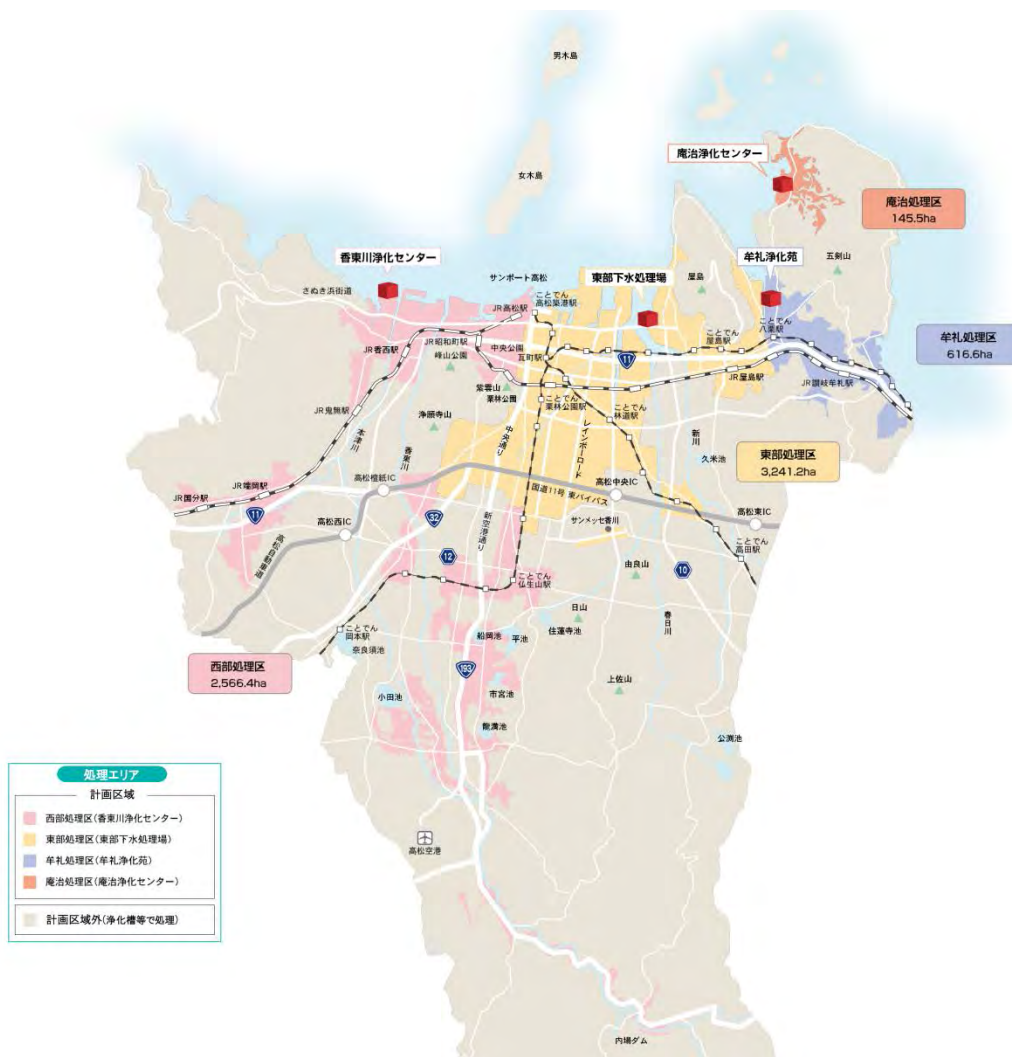 男木島
女木島
庵治浄化センター
庵治処理区
145.5ha
香東川浄化センター
サンポート高松
東部下水処理場
屋島
牟礼浄化苑
五剣山
さぬき浜街道
JR高松駅
ことでん
高松築港駅
ことでん
八栗駅
ことでん
屋島駅
牟礼処理区
616.6ha
JR香西駅
JR昭和町駅
峰山公園
中央公園
瓦町駅
11
JR屋島駅
JR讃岐牟礼駅
紫雲山
栗林公園
ことでん
栗林公園駅
ことでん
林道駅
JR鬼無駅
浄願寺山
本津川
香東川
中央通り
レインボーロード
新川
久米池
東部処理区
3,241.2ha
JR国分駅
JR端岡駅
高松檀紙IC
高松中央IC
国道11号 東バイパス
高松東IC
11
高松西IC
32
新空港通り
サンメッセ香川
ことでん
高田駅
高松自動車道
12
ことでん
仏生山駅
由良山
10
日山
春日川
ことでん
岡本駅
奈良須池
船岡池
平池
住蓮寺池
西部処理区
2,566.4ha
193
上佐山
小田池
市宮池
龍満池
公渕池
処理エリア
計画区域
西部処理区(香東川浄化センター)
東部処理区(東部下水処理場)
牟礼処理区(牟礼浄化苑)
庵治処理区(庵治浄化センター)
計画区域外(浄化槽等で処理)
高松空港
内場ダム